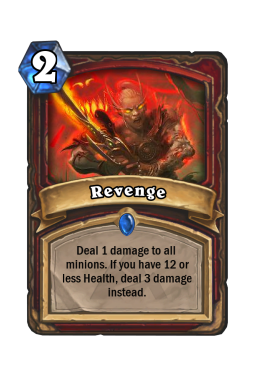 2
Revenge
Deal 1 damage to all
minions. If you have 12 or
less Health, deal 3 damage
instead.